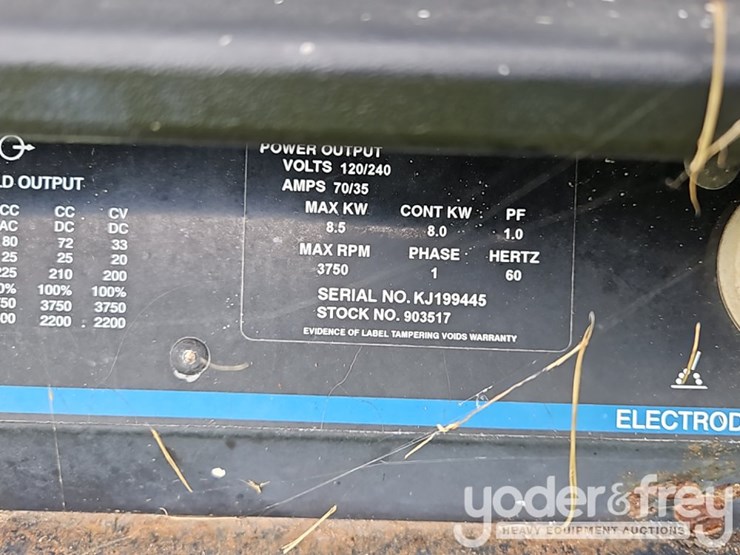 POWER OUTPUT
VOLTS 120/240
AMPS 70/35
MAX KW CONT KW PF
8.5 8.0 1.0
MAX RPM PHASE HERTZ
3750 1 60
SERIAL NO. KJ199445
STOCK NO. 903517
EVIDENCE OF LABEL TAMPERING VOIDS WARRANTY
LD OUTPUT
CC CC CV
AC DC DC
80 72 33
25 25 20
225 210 200
0% 100% 100%
750 3750 3750
00 2200 2200
ELECTROD
yoder&frey
HEAVY EQUIPMENT AUCTIONS